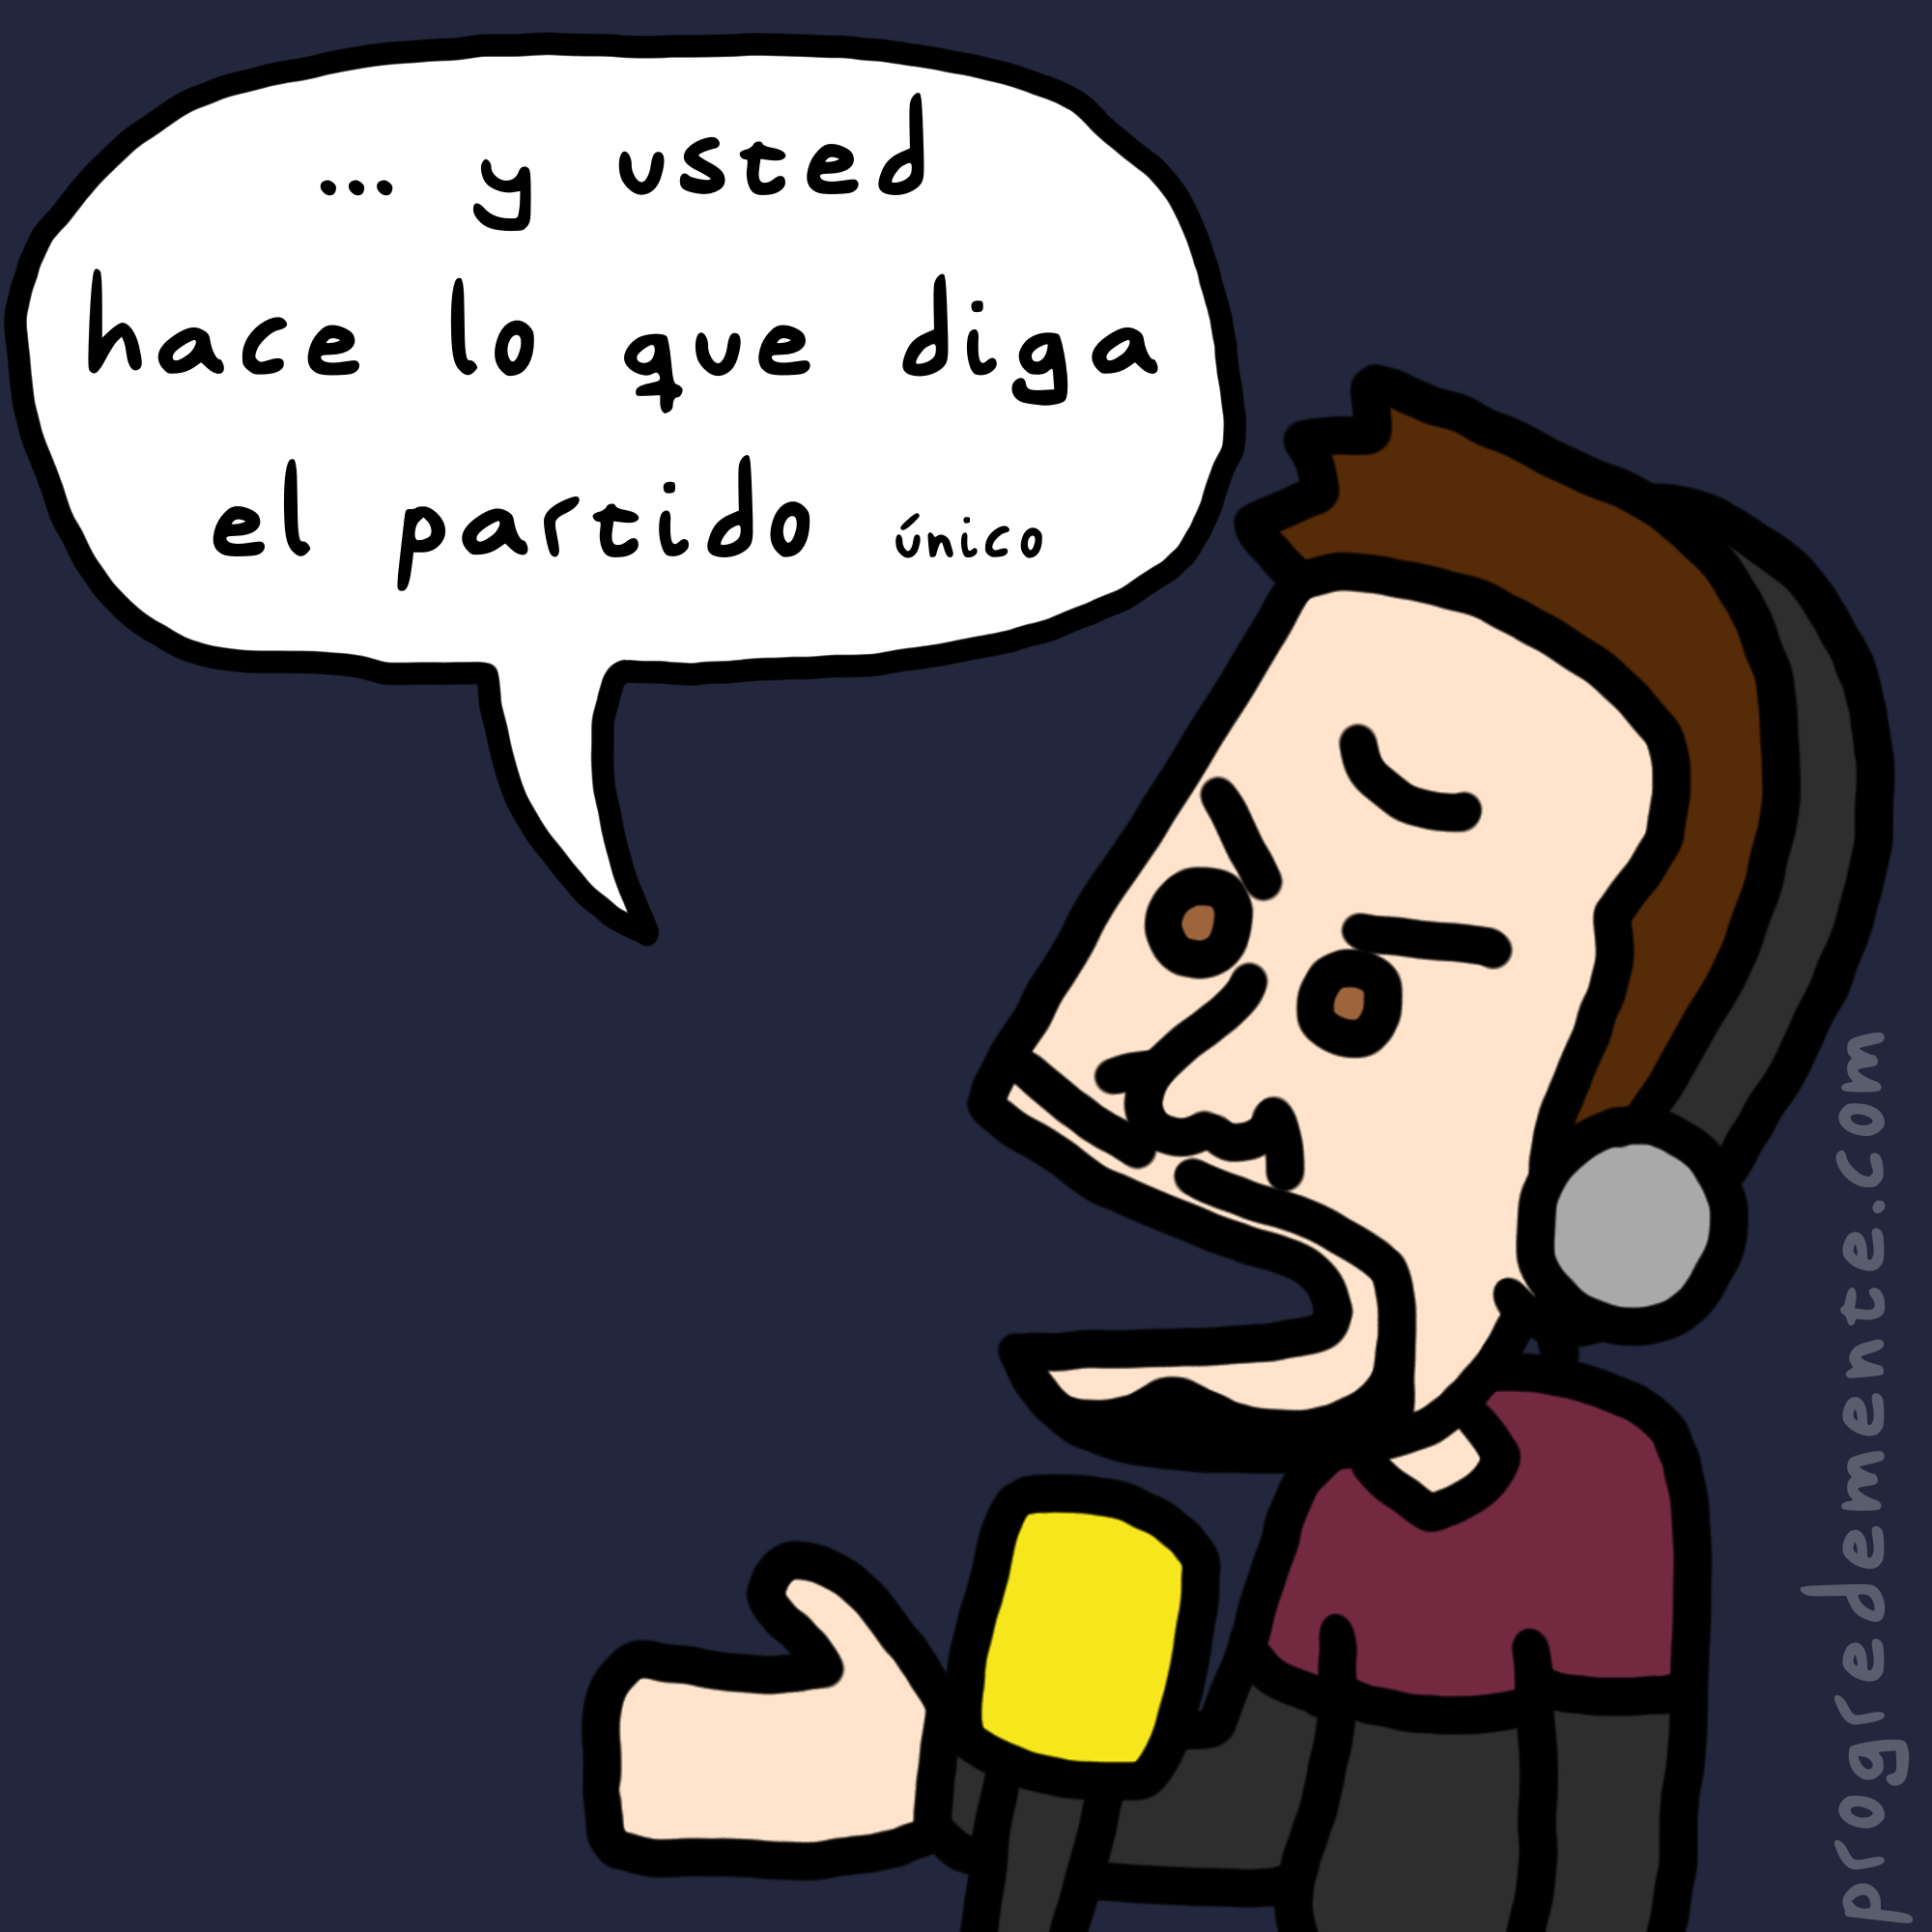 ... y usted
hace lo que diga
el partido único
progredemente.com